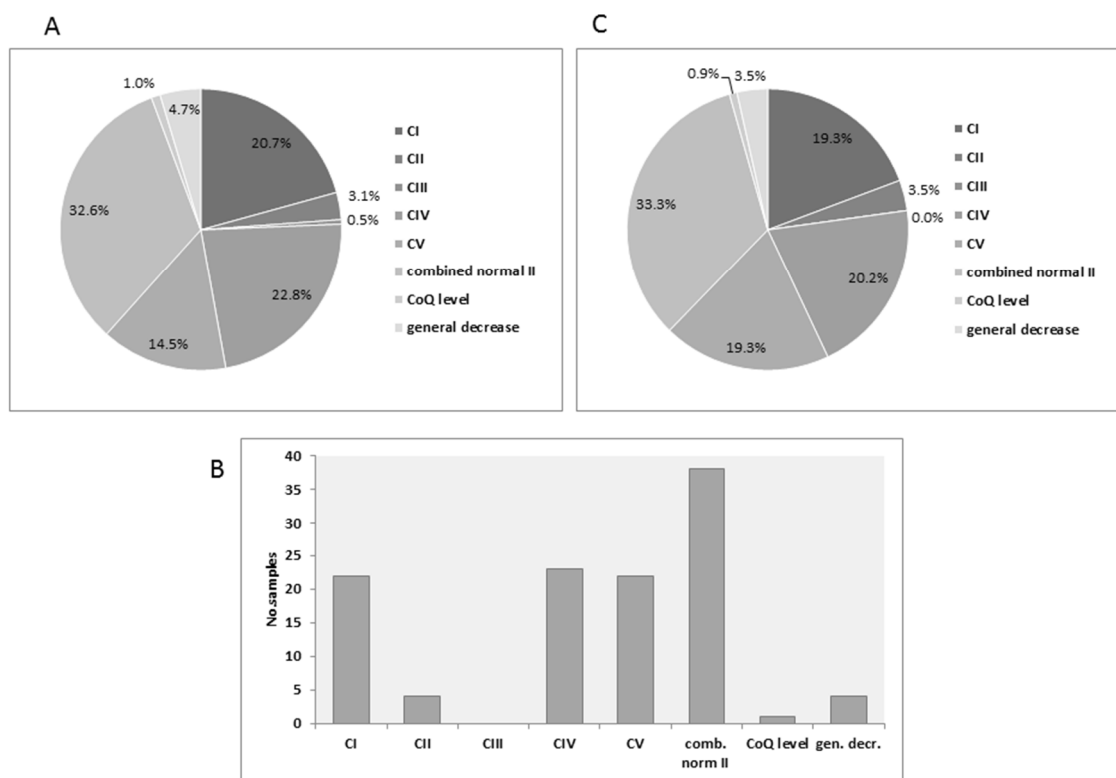 A
1.0%
4.7%
20.7%
3.1%
0.5%
22.8%
14.5%
32.6%
CI
CII
CIII
CIV
CV
combined normal II
CoQ level
general decrease
C
0.9%
3.5%
19.3%
3.5%
0.0%
20.2%
19.3%
33.3%
CI
CII
CIII
CIV
CV
combined normal II
CoQ level
general decrease
B
No.samples
40
35
30
25
20
15
10
5
0
CI CII CIII CIV CV comb. CoQ level gen. decr.
norm II